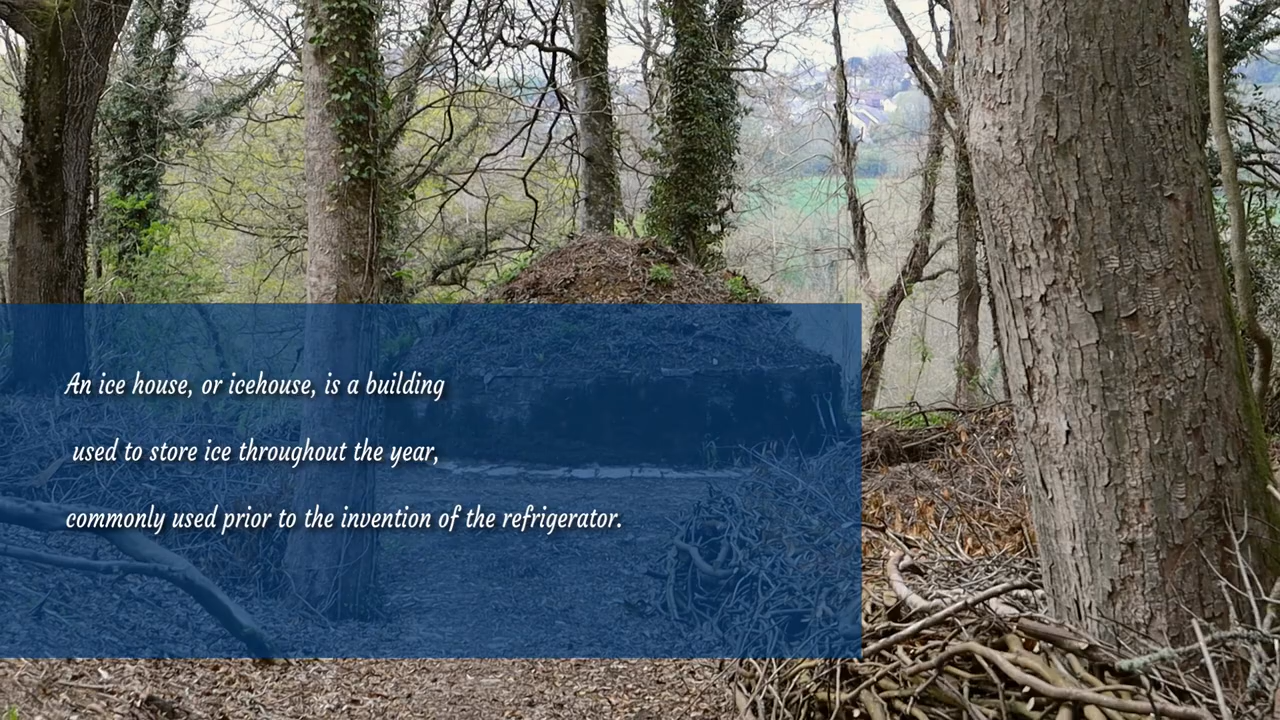 An ice house, or icehouse, is a building
used to store ice throughout the year,
commonly used prior to the invention of the refrigerator.